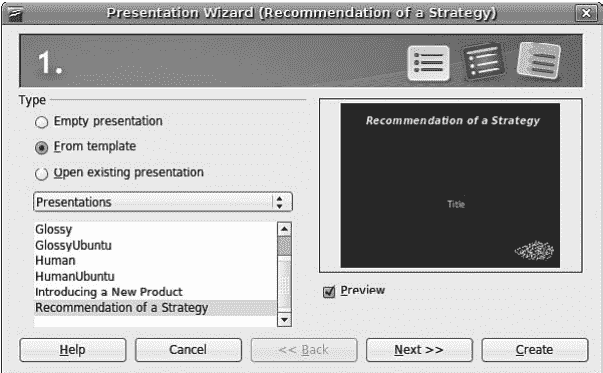 Presentation Wizard (Recommendation of a Strategy)
1.
Type
Empty presentation
From template
Open existing presentation
Presentations
Glossy
GlossyUbuntu
Human
HumanUbuntu
Introducing a New Product
Recommendation of a Strategy
Recommendation of a Strategy
Title
Preview
Help
Cancel
<< Back
Next >>
Create